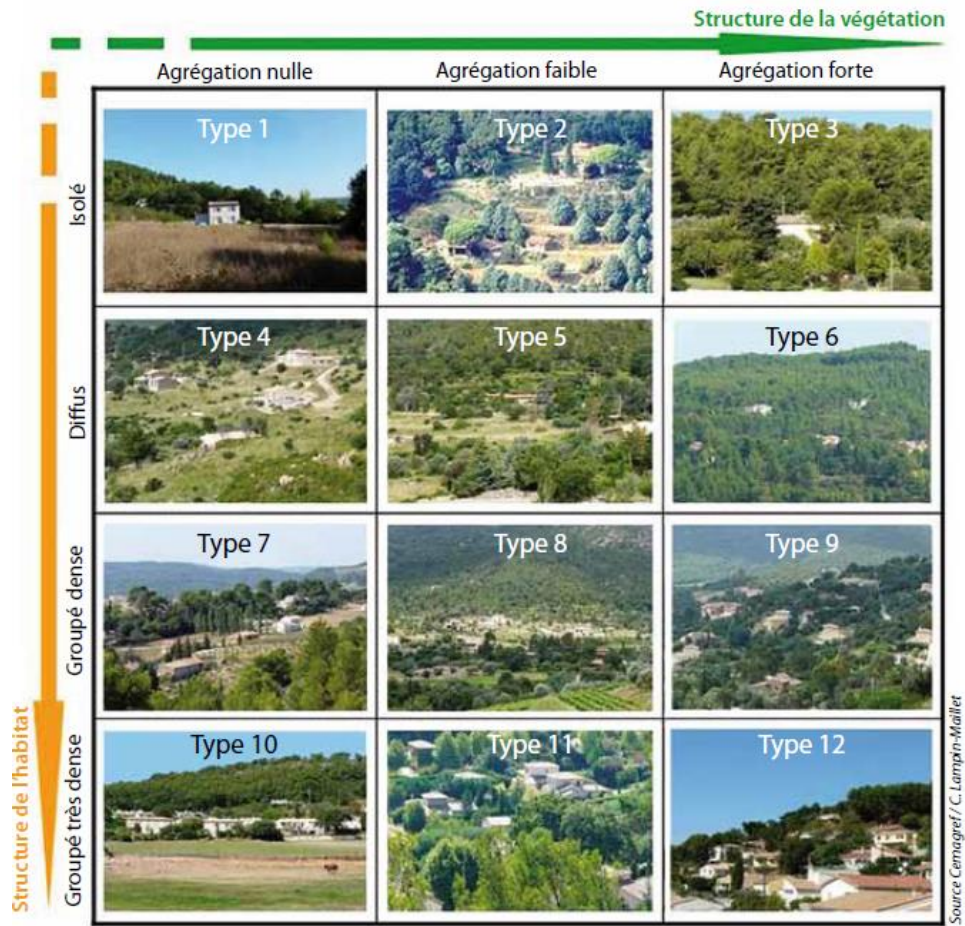 Structure de la végétation
Agrégation nulle
Agrégation faible
Agrégation forte
Isolé
Type 1
Type 2
Type 3
Diffus
Type 4
Type 5
Type 6
Groupé dense
Type 7
Type 8
Type 9
Groupé très dense
Type 10
Type 11
Type 12
Structure de l'habitat
Source Cemagref / C. Lampin-Maillet